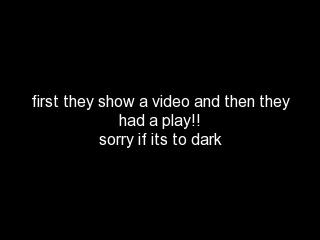 first they show a video and then they
had a play!!
sorry if its to dark